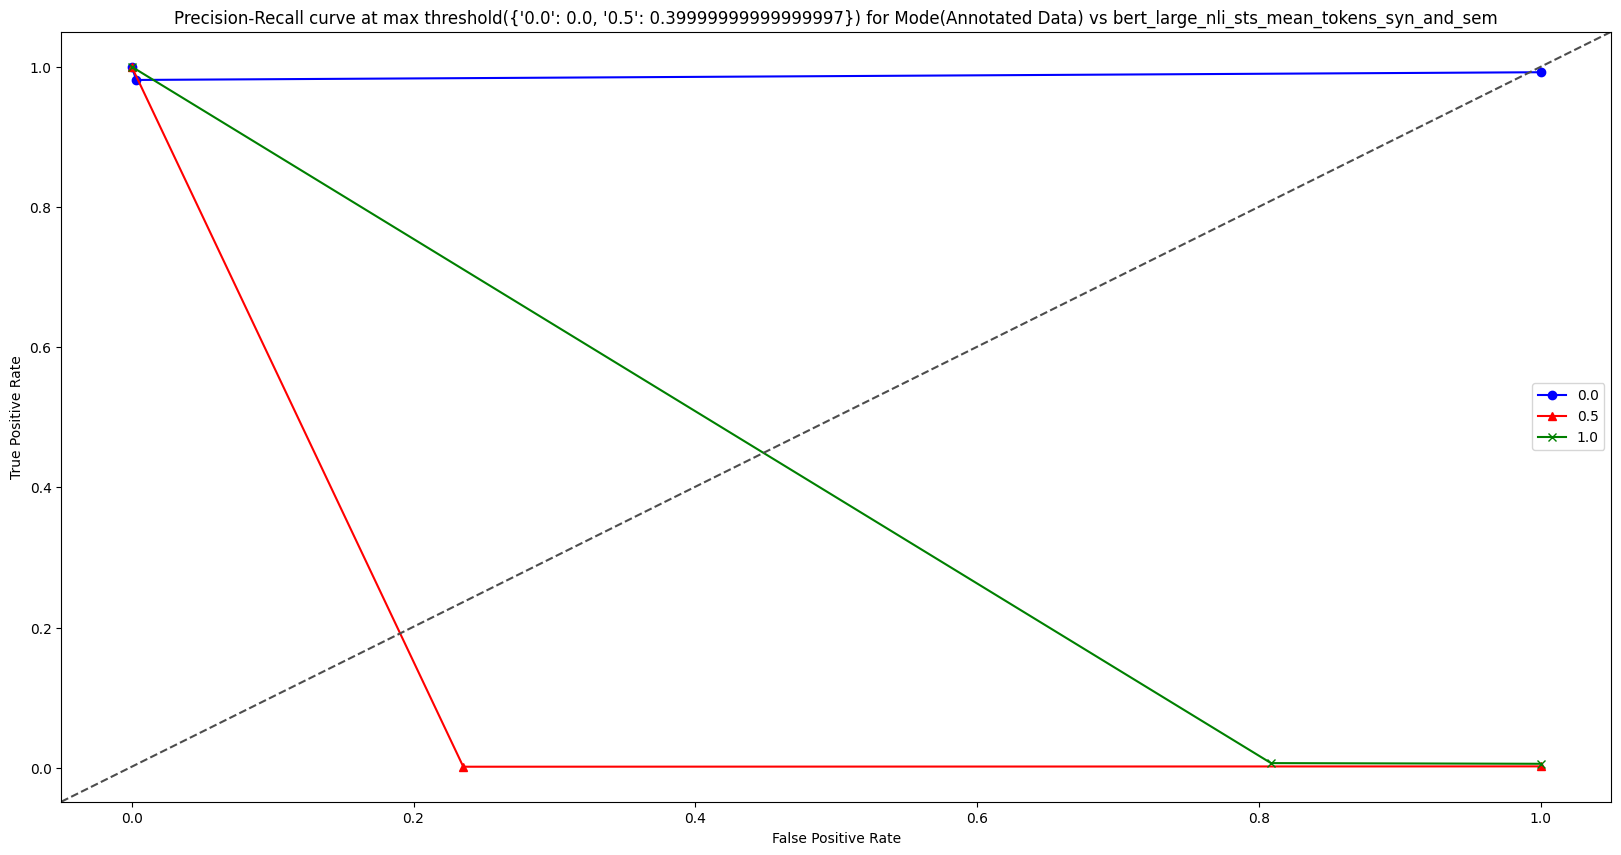 Precision-Recall curve at max threshold({'0.0': 0.0, '0.5': 0.39999999999999997}) for Mode(Annotated Data) vs bert_large_nli_sts_mean_tokens_syn_and_sem
1.0
0.8
0.6
0.4
0.2
0.0
True Positive Rate
0.0
0.5
1.0
0.0 0.2 0.4 0.6 0.8 1.0
False Positive Rate